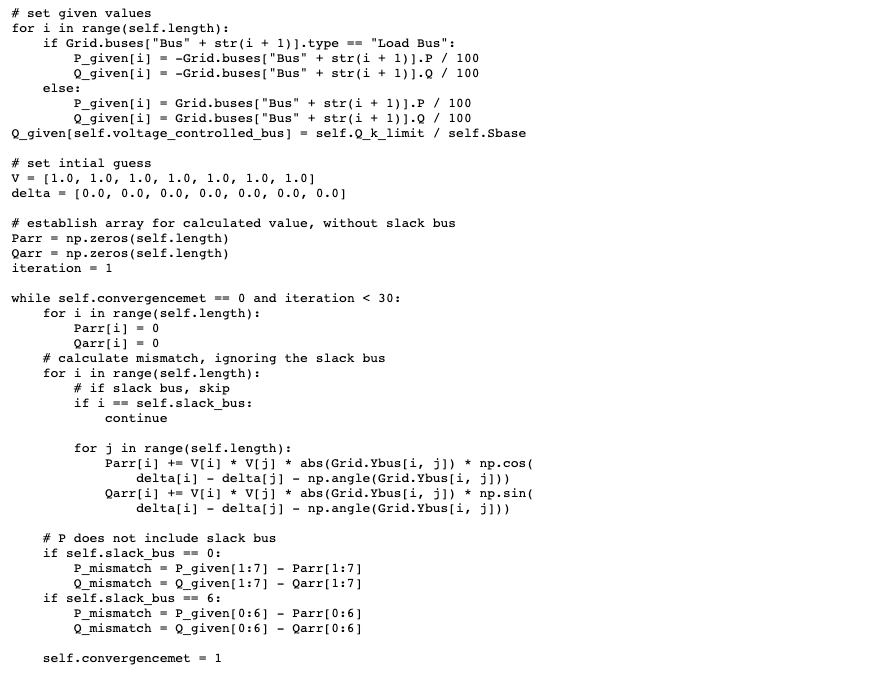 # set given values
for i in range(self.length):
    if Grid.buses["Bus" + str(i + 1)].type == "Load Bus":
        P_given[i] = -Grid.buses["Bus" + str(i + 1)].P / 100
        Q_given[i] = -Grid.buses["Bus" + str(i + 1)].Q / 100
    else:
        P_given[i] = Grid.buses["Bus" + str(i + 1)].P / 100
        Q_given[i] = Grid.buses["Bus" + str(i + 1)].Q / 100
Q_given[self.voltage_controlled_bus] = self.Q_k_limit / self.Sbase

# set intial guess
V = [1.0, 1.0, 1.0, 1.0, 1.0, 1.0, 1.0]
delta = [0.0, 0.0, 0.0, 0.0, 0.0, 0.0, 0.0]

# establish array for calculated value, without slack bus
Parr = np.zeros(self.length)
Qarr = np.zeros(self.length)
iteration = 1

while self.convergencemet == 0 and iteration < 30:
    for i in range(self.length):
        Parr[i] = 0
        Qarr[i] = 0
    # calculate mismatch, ignoring the slack bus
    for i in range(self.length):
        # if slack bus, skip
        if i == self.slack_bus:
            continue

        for j in range(self.length):
            Parr[i] += V[i] * V[j] * abs(Grid.Ybus[i, j]) * np.cos(
                delta[i] - delta[j] - np.angle(Grid.Ybus[i, j]))
            Qarr[i] += V[i] * V[j] * abs(Grid.Ybus[i, j]) * np.sin(
                delta[i] - delta[j] - np.angle(Grid.Ybus[i, j]))

    # P does not include slack bus
    if self.slack_bus == 0:
        P_mismatch = P_given[1:7] - Parr[1:7]
        Q_mismatch = Q_given[1:7] - Qarr[1:7]
    if self.slack_bus == 6:
        P_mismatch = P_given[0:6] - Parr[0:6]
        Q_mismatch = Q_given[0:6] - Qarr[0:6]

    self.convergencemet = 1